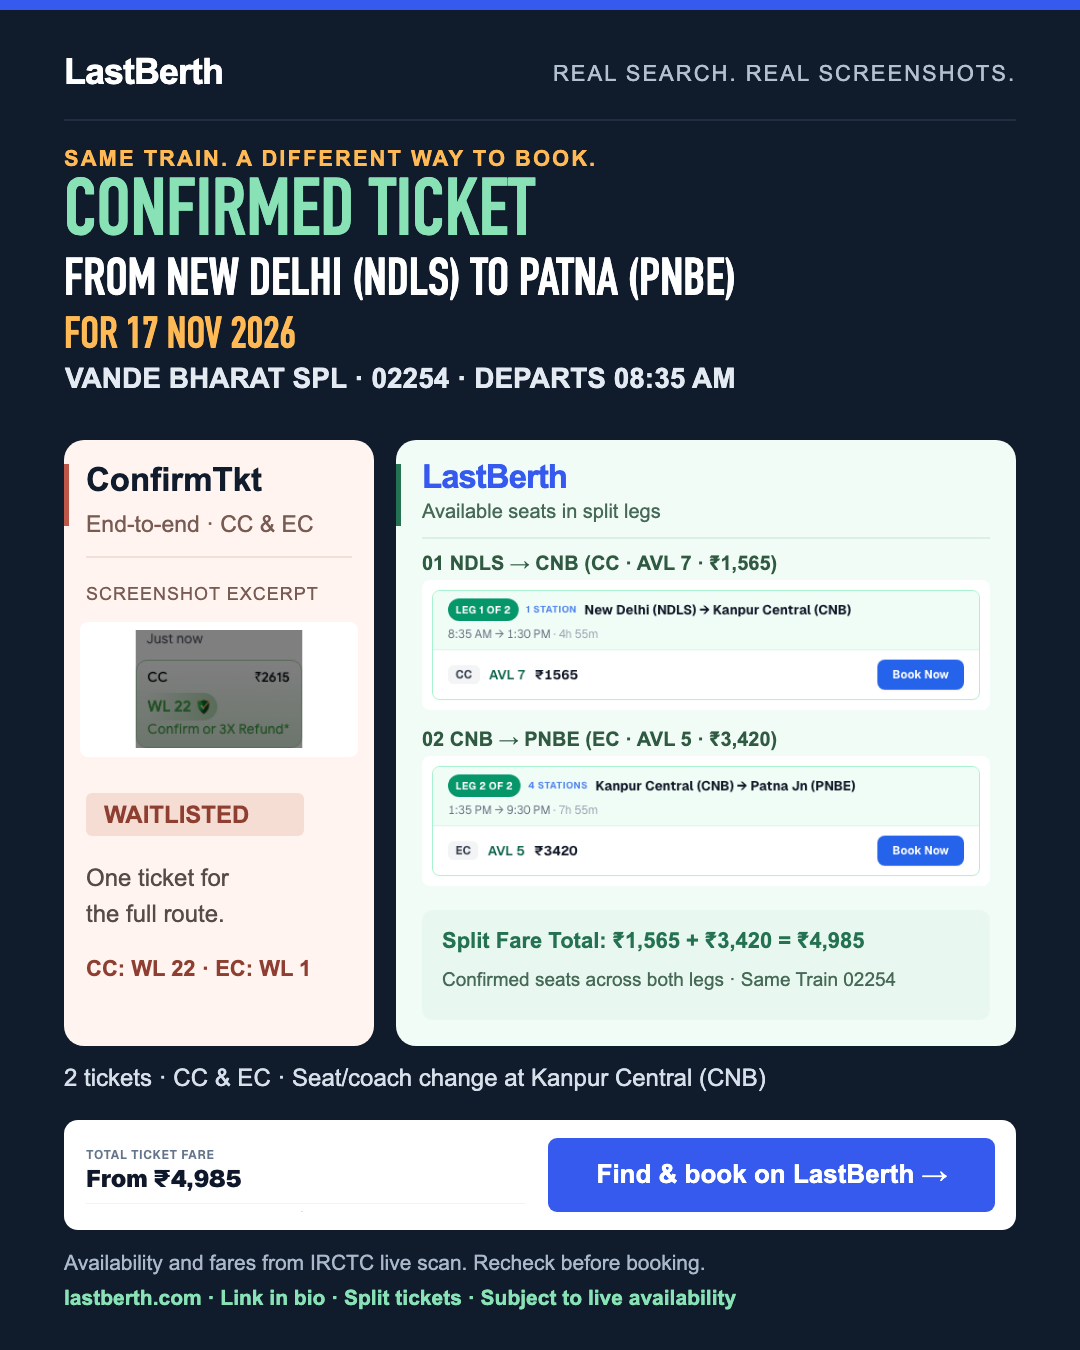 LastBerth
REAL SEARCH. REAL SCREENSHOTS.
SAME TRAIN. A DIFFERENT WAY TO BOOK.
CONFIRMED TICKET
FROM NEW DELHI (NDLS) TO PATNA (PNBE)
FOR 17 NOV 2026
VANDE BHARAT SPL · 02254 · DEPARTS 08:35 AM
ConfirmTkt
End-to-end · CC & EC
SCREENSHOT EXCERPT
Just now
CC ₹2615
WL 22
Confirm or 3X Refund*
WAITLISTED
One ticket for
the full route.
CC: WL 22 · EC: WL 1
LastBerth
Available seats in split legs
01 NDLS → CNB (CC · AVL 7 · ₹1,565)
LEG 1 OF 2 1 STATION New Delhi (NDLS) → Kanpur Central (CNB)
8:35 AM → 1:30 PM · 4h 55m
CC AVL 7 ₹1565 Book Now
02 CNB → PNBE (EC · AVL 5 · ₹3,420)
LEG 2 OF 2 4 STATIONS Kanpur Central (CNB) → Patna Jn (PNBE)
1:35 PM → 9:30 PM · 7h 55m
EC AVL 5 ₹3420 Book Now
Split Fare Total: ₹1,565 + ₹3,420 = ₹4,985
Confirmed seats across both legs · Same Train 02254
2 tickets · CC & EC · Seat/coach change at Kanpur Central (CNB)
TOTAL TICKET FARE
From ₹4,985
Find & book on LastBerth →
Availability and fares from IRCTC live scan. Recheck before booking.
lastberth.com · Link in bio · Split tickets · Subject to live availability